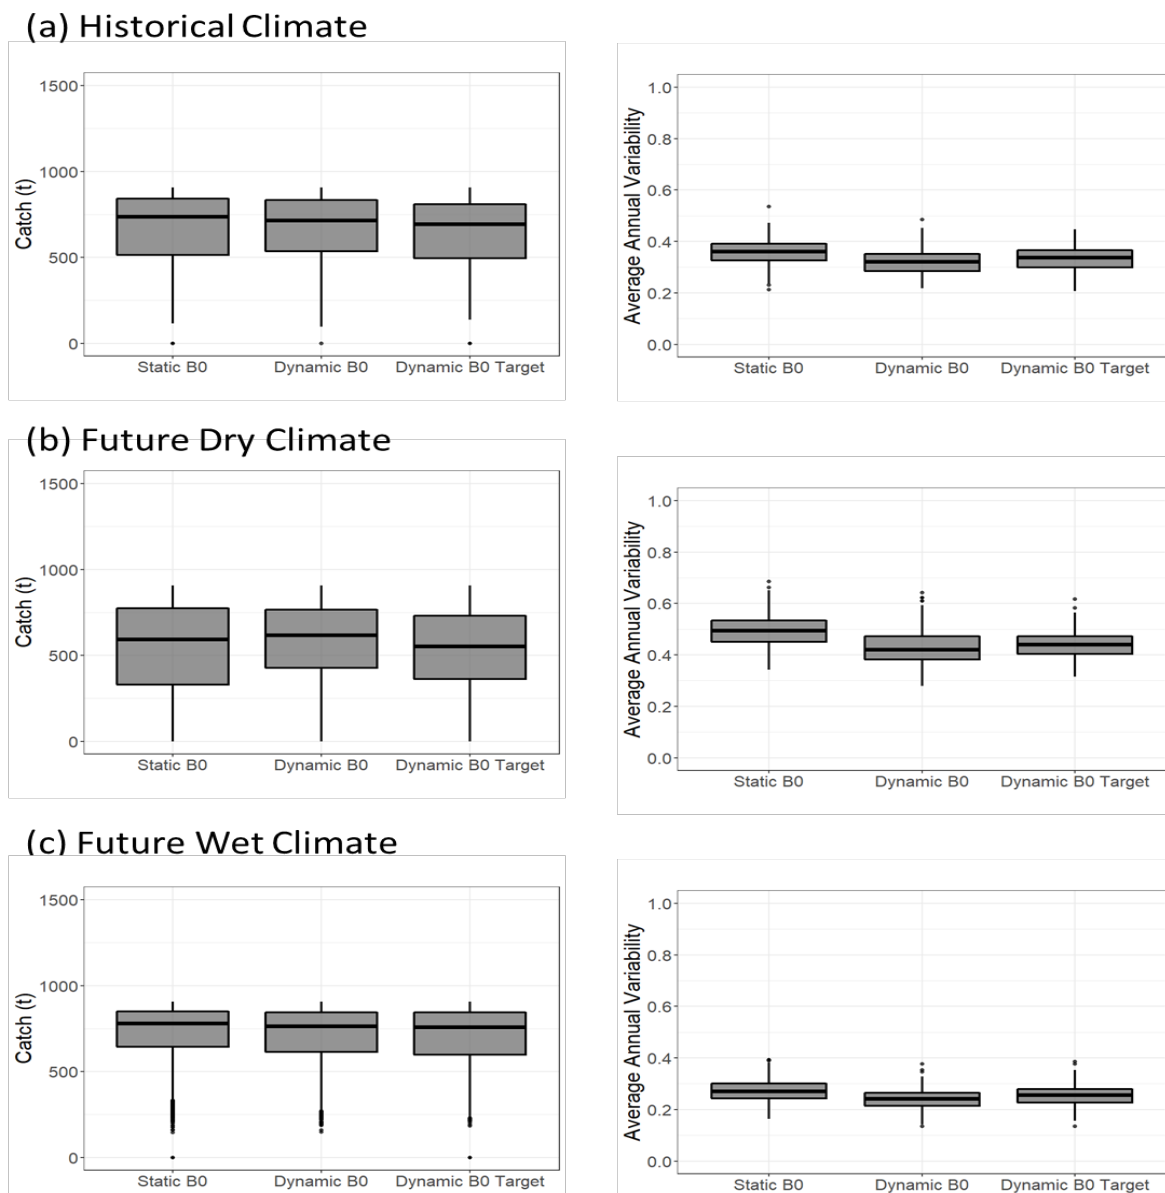 (a) Historical Climate
Catch (t)
1500
1000
500
0
Static B0 Dynamic B0 Dynamic B0 Target
Average Annual Variability
1.0
0.8
0.6
0.4
0.2
0.0
Static B0 Dynamic B0 Dynamic B0 Target
(b) Future Dry Climate
Catch (t)
1500
1000
500
0
Static B0 Dynamic B0 Dynamic B0 Target
Average Annual Variability
1.0
0.8
0.6
0.4
0.2
0.0
Static B0 Dynamic B0 Dynamic B0 Target
(c) Future Wet Climate
Catch (t)
1500
1000
500
0
Static B0 Dynamic B0 Dynamic B0 Target
Average Annual Variability
1.0
0.8
0.6
0.4
0.2
0.0
Static B0 Dynamic B0 Dynamic B0 Target